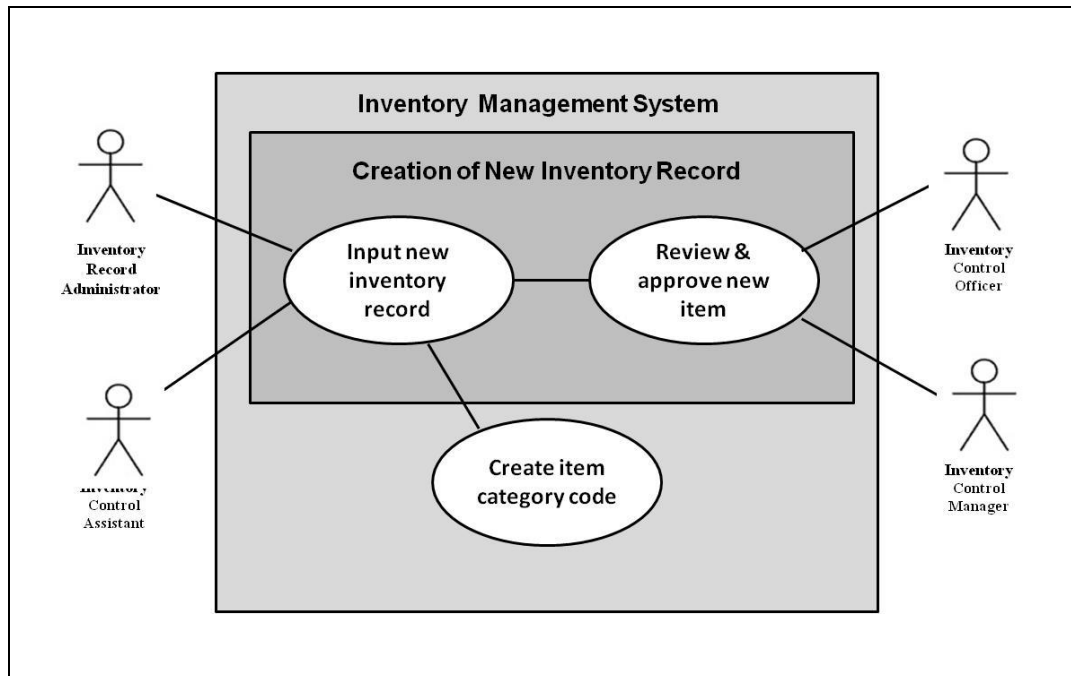 Inventory Management System
Creation of New Inventory Record
Inventory
Record
Administrator
Input new
inventory
record
Review &
approve new
item
Inventory
Control
Officer
Inventory
Control
Assistant
Create item
category code
Inventory
Control
Manager